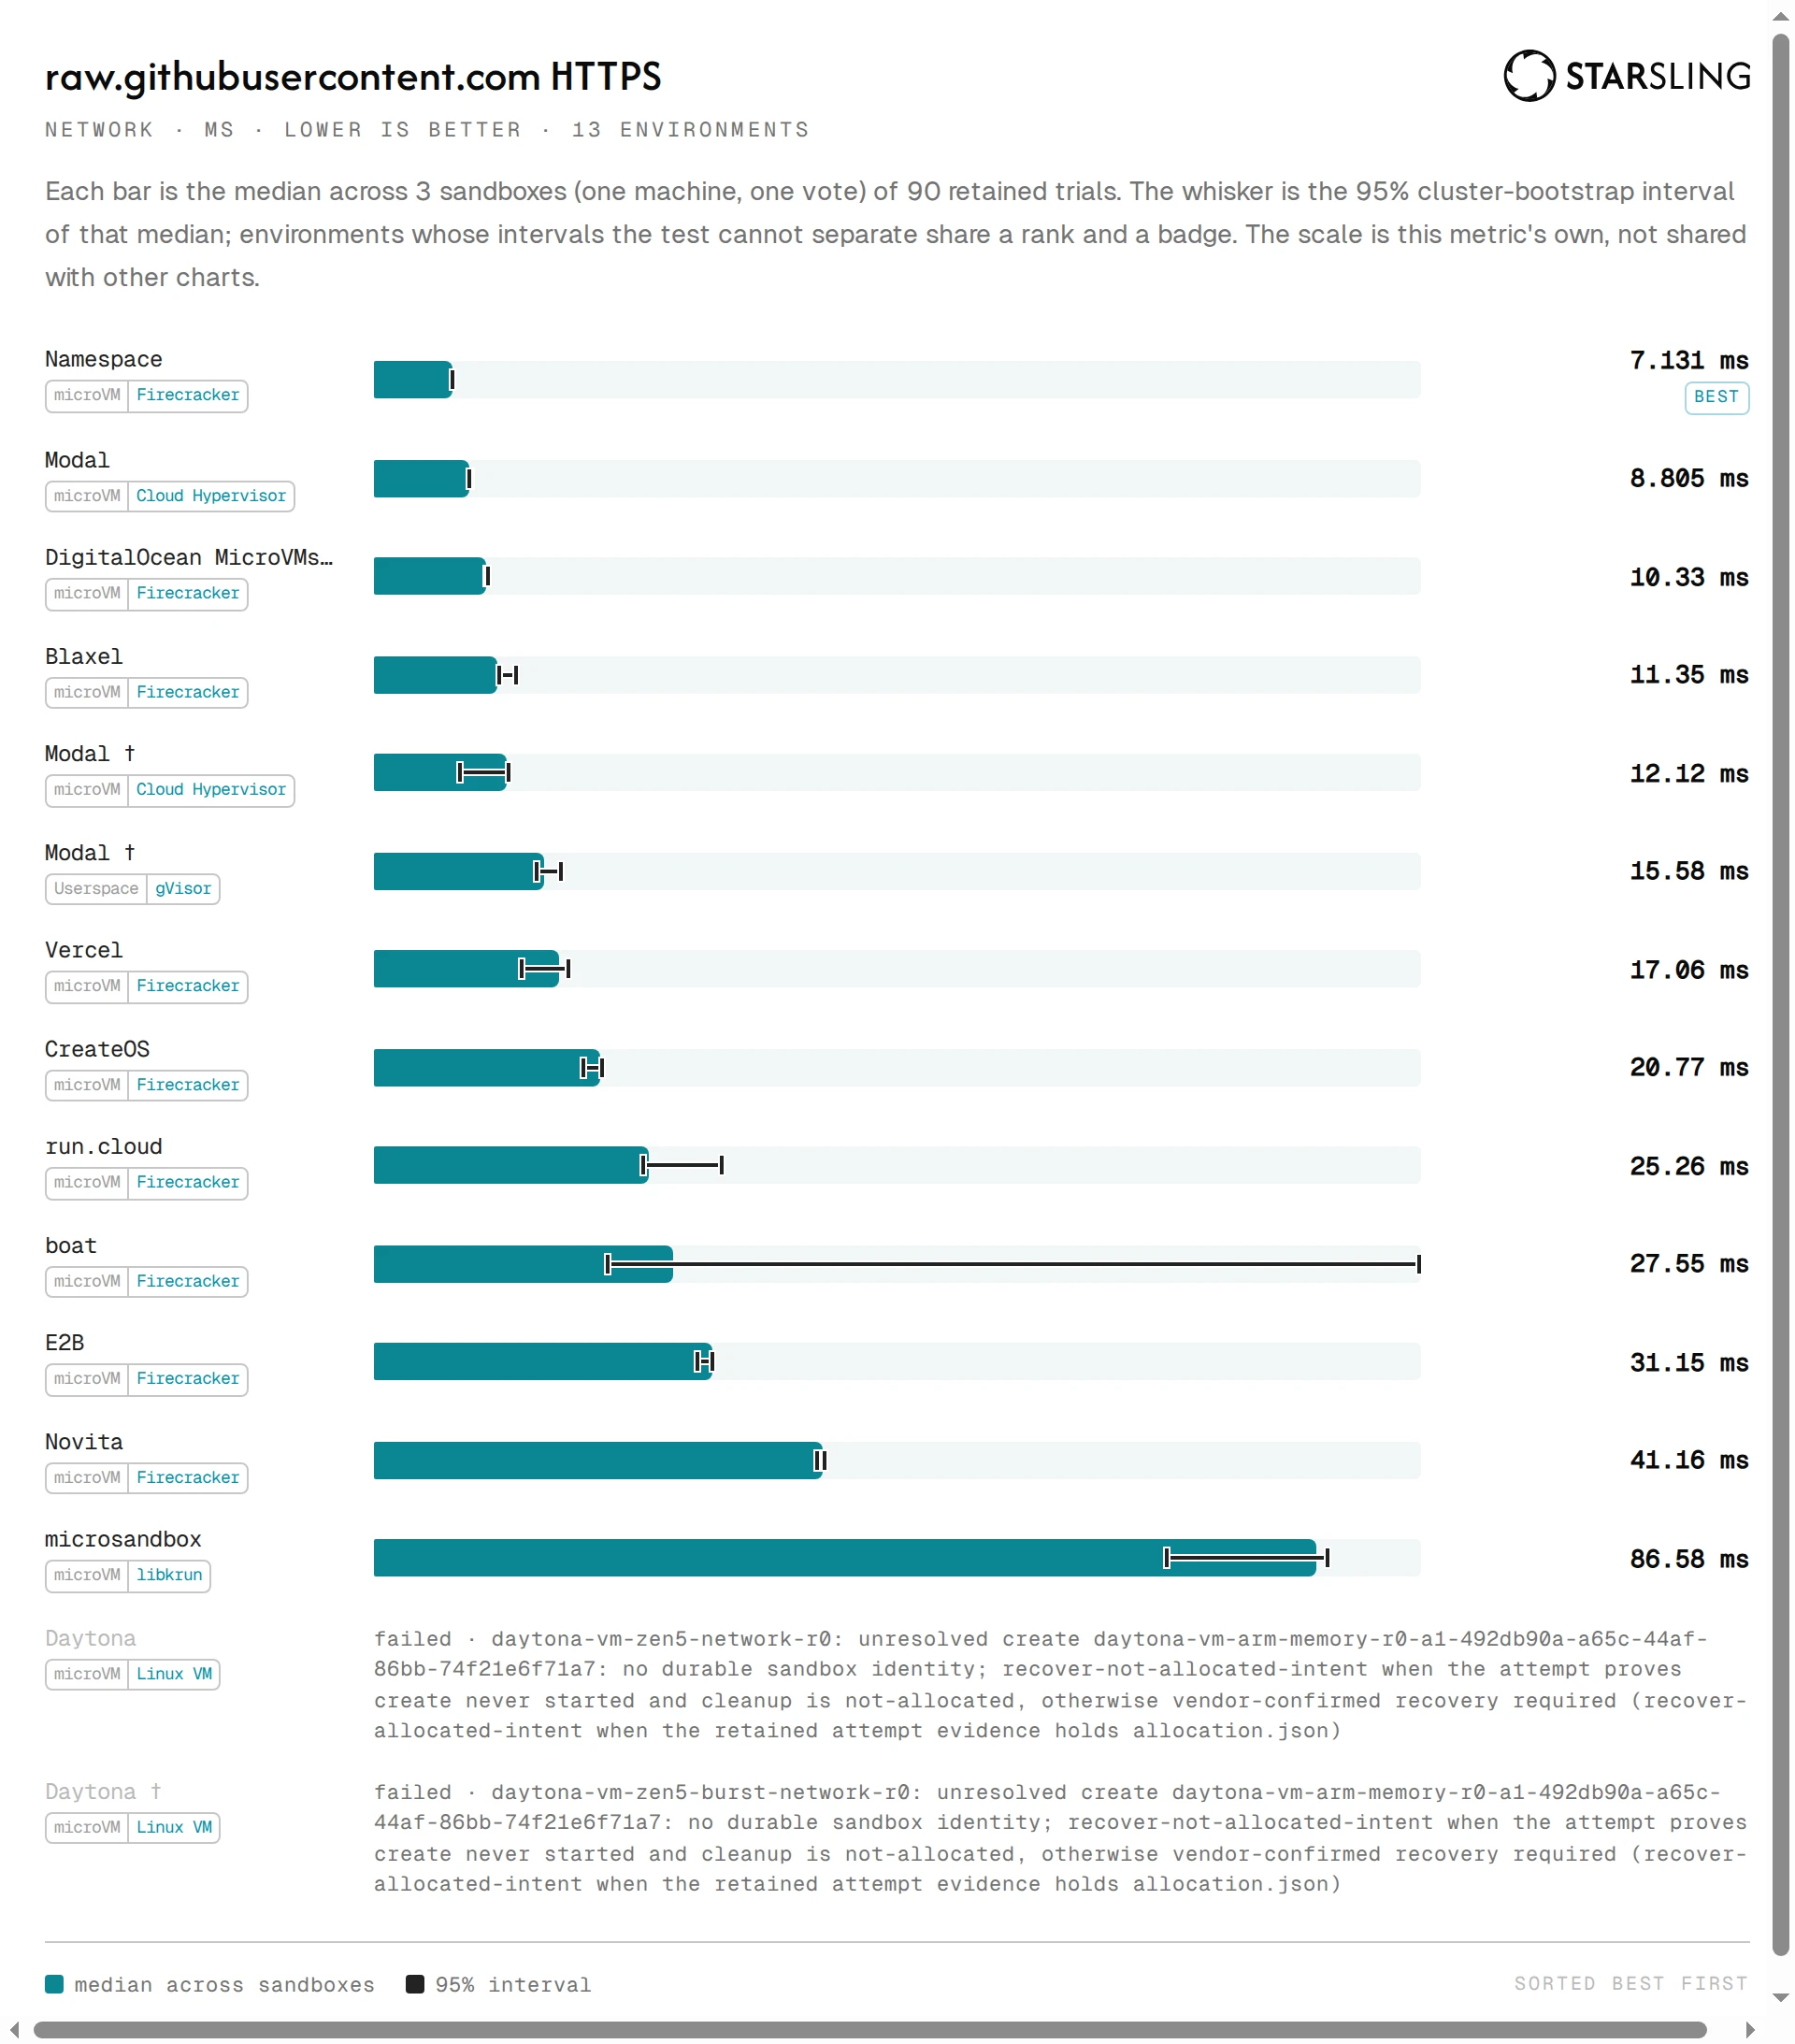 raw.githubusercontent.com HTTPS
STARSLING
NETWORK · MS · LOWER IS BETTER · 13 ENVIRONMENTS
Each bar is the median across 3 sandboxes (one machine, one vote) of 90 retained trials. The whisker is the 95% cluster-bootstrap interval
of that median; environments whose intervals the test cannot separate share a rank and a badge. The scale is this metric's own, not shared
with other charts.
Namespace
microVM Firecracker
7.131 ms
BEST
Modal
microVM Cloud Hypervisor
8.805 ms
DigitalOcean MicroVMs…
microVM Firecracker
10.33 ms
Blaxel
microVM Firecracker
11.35 ms
Modal †
microVM Cloud Hypervisor
12.12 ms
Modal †
Userspace gVisor
15.58 ms
Vercel
microVM Firecracker
17.06 ms
CreateOS
microVM Firecracker
20.77 ms
run.cloud
microVM Firecracker
25.26 ms
boat
microVM Firecracker
27.55 ms
E2B
microVM Firecracker
31.15 ms
Novita
microVM Firecracker
41.16 ms
microsandbox
microVM libkrun
86.58 ms
Daytona
microVM Linux VM
failed · daytona-vm-zen5-network-r0: unresolved create daytona-vm-arm-memory-r0-a1-492db90a-a65c-44af-
86bb-74f21e6f71a7: no durable sandbox identity; recover-not-allocated-intent when the attempt proves
create never started and cleanup is not-allocated, otherwise vendor-confirmed recovery required (recover-
allocated-intent when the retained attempt evidence holds allocation.json)
Daytona †
microVM Linux VM
failed · daytona-vm-zen5-burst-network-r0: unresolved create daytona-vm-arm-memory-r0-a1-492db90a-a65c-
44af-86bb-74f21e6f71a7: no durable sandbox identity; recover-not-allocated-intent when the attempt proves
create never started and cleanup is not-allocated, otherwise vendor-confirmed recovery required (recover-
allocated-intent when the retained attempt evidence holds allocation.json)
median across sandboxes
95% interval
SORTED BEST FIRST